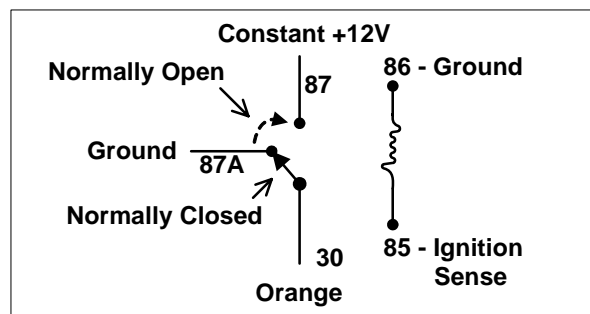 Constant +12V
Normally Open
87
86 - Ground
Ground
87A
Normally Closed
30
85 - Ignition
Sense
Orange